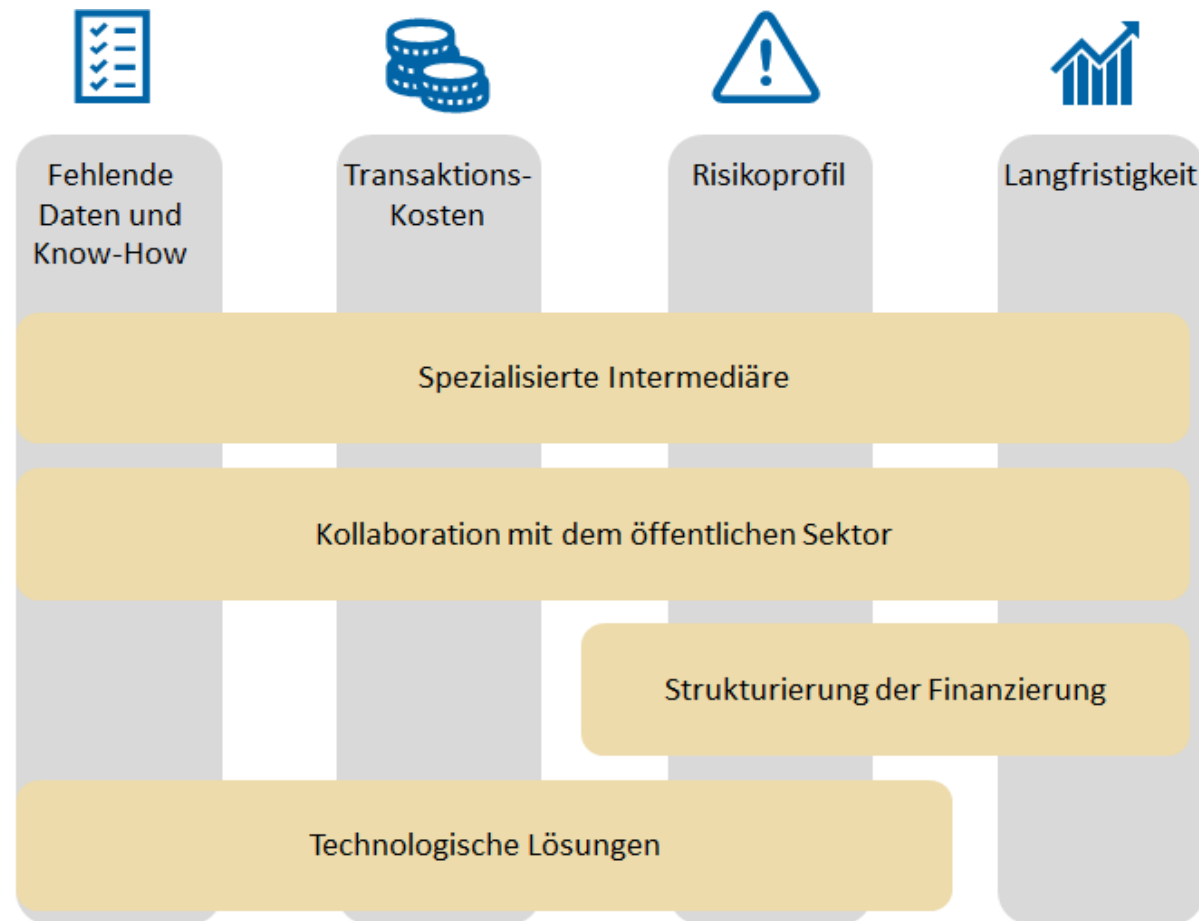 Fehlende
Daten und
Know-How
Transaktions-
Kosten
Risikoprofil
Langfristigkeit
Spezialisierte Intermediäre
Kollaboration mit dem öffentlichen Sektor
Strukturierung der Finanzierung
Technologische Lösungen